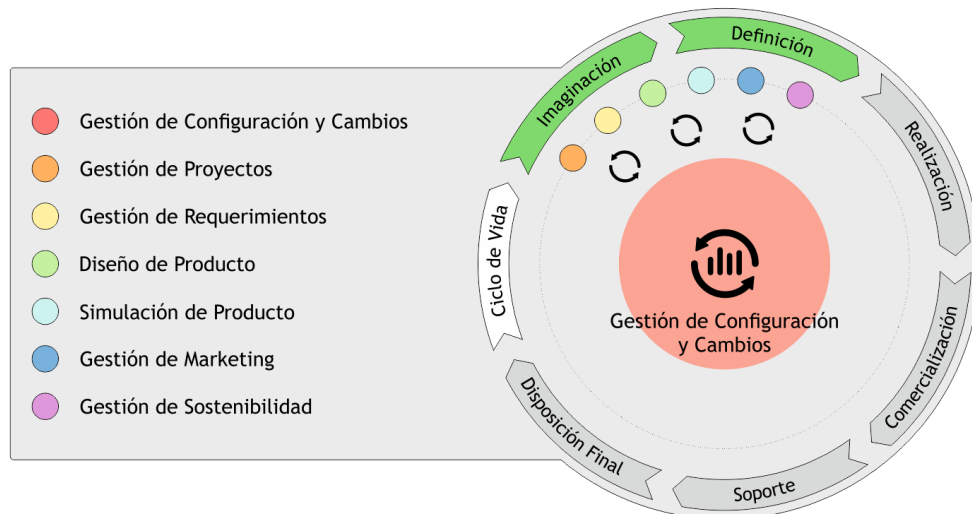 Gestión de Configuración y Cambios
Gestión de Proyectos
Gestión de Requerimientos
Diseño de Producto
Simulación de Producto
Gestión de Marketing
Gestión de Sostenibilidad
Ciclo de Vida
Imaginación
Definición
Realización
Comercialización
Soporte
Disposición Final
Gestión de Configuración
y Cambios